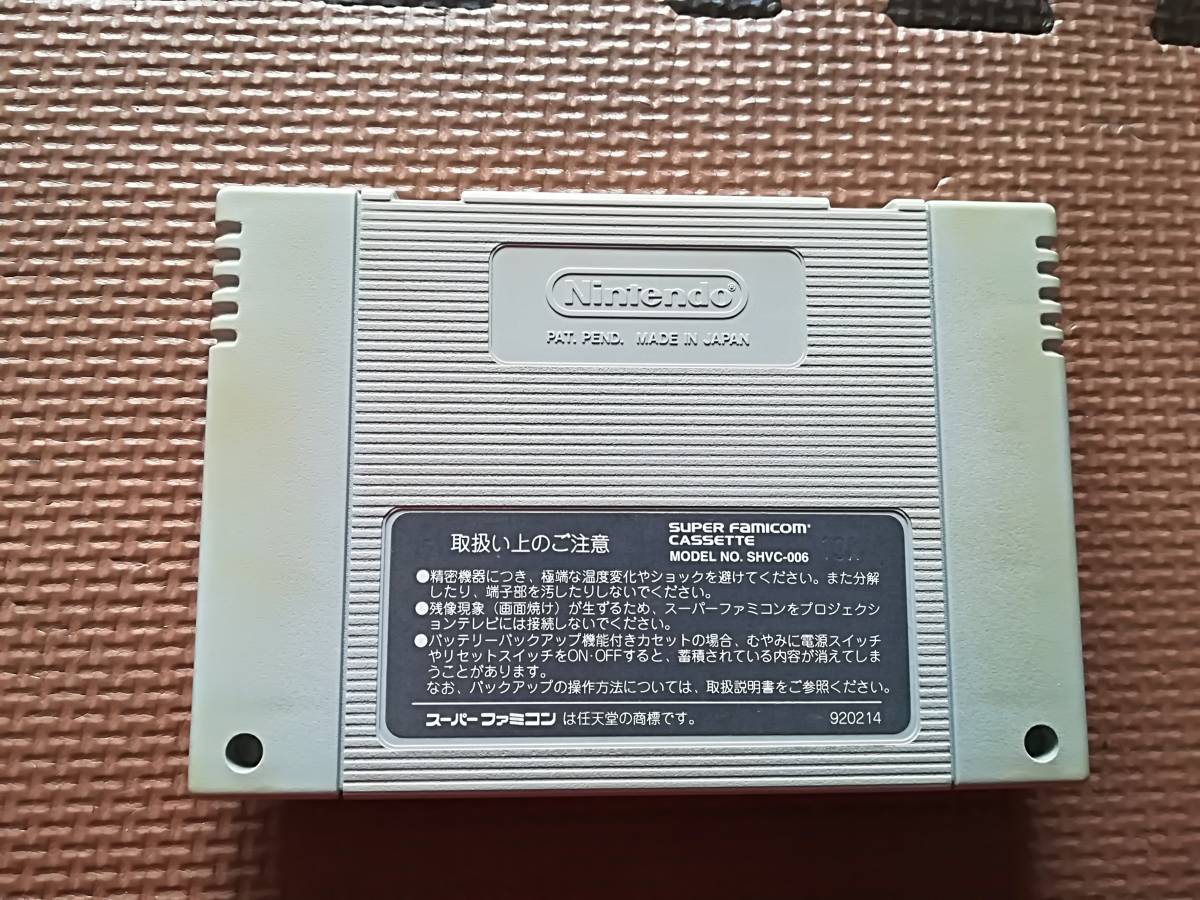 Nintendo®
PAT. PEND. MADE IN JAPAN
取扱い上のご注意
SUPER FAMICOM
CASSETTE
MODEL NO. SHVC-006
●精密機器につき、極端な温度変化やショックを避けてください。また分解
したり、端子部を汚したりしないでください。
●残像現象（画面焼け）が生ずるため、スーパーファミコンをプロジェクシ
ョンテレビには接続しないでください。
●バッテリーバックアップ機能付きカセットの場合、むやみに電源スイッチ
やリセットスイッチをON·OFFすると、蓄積されている内容が消えてしま
うことがあります。
なお、バックアップの操作方法については、取扱説明書をご参照ください。
スーパーファミコン は任天堂の商標です。
920214